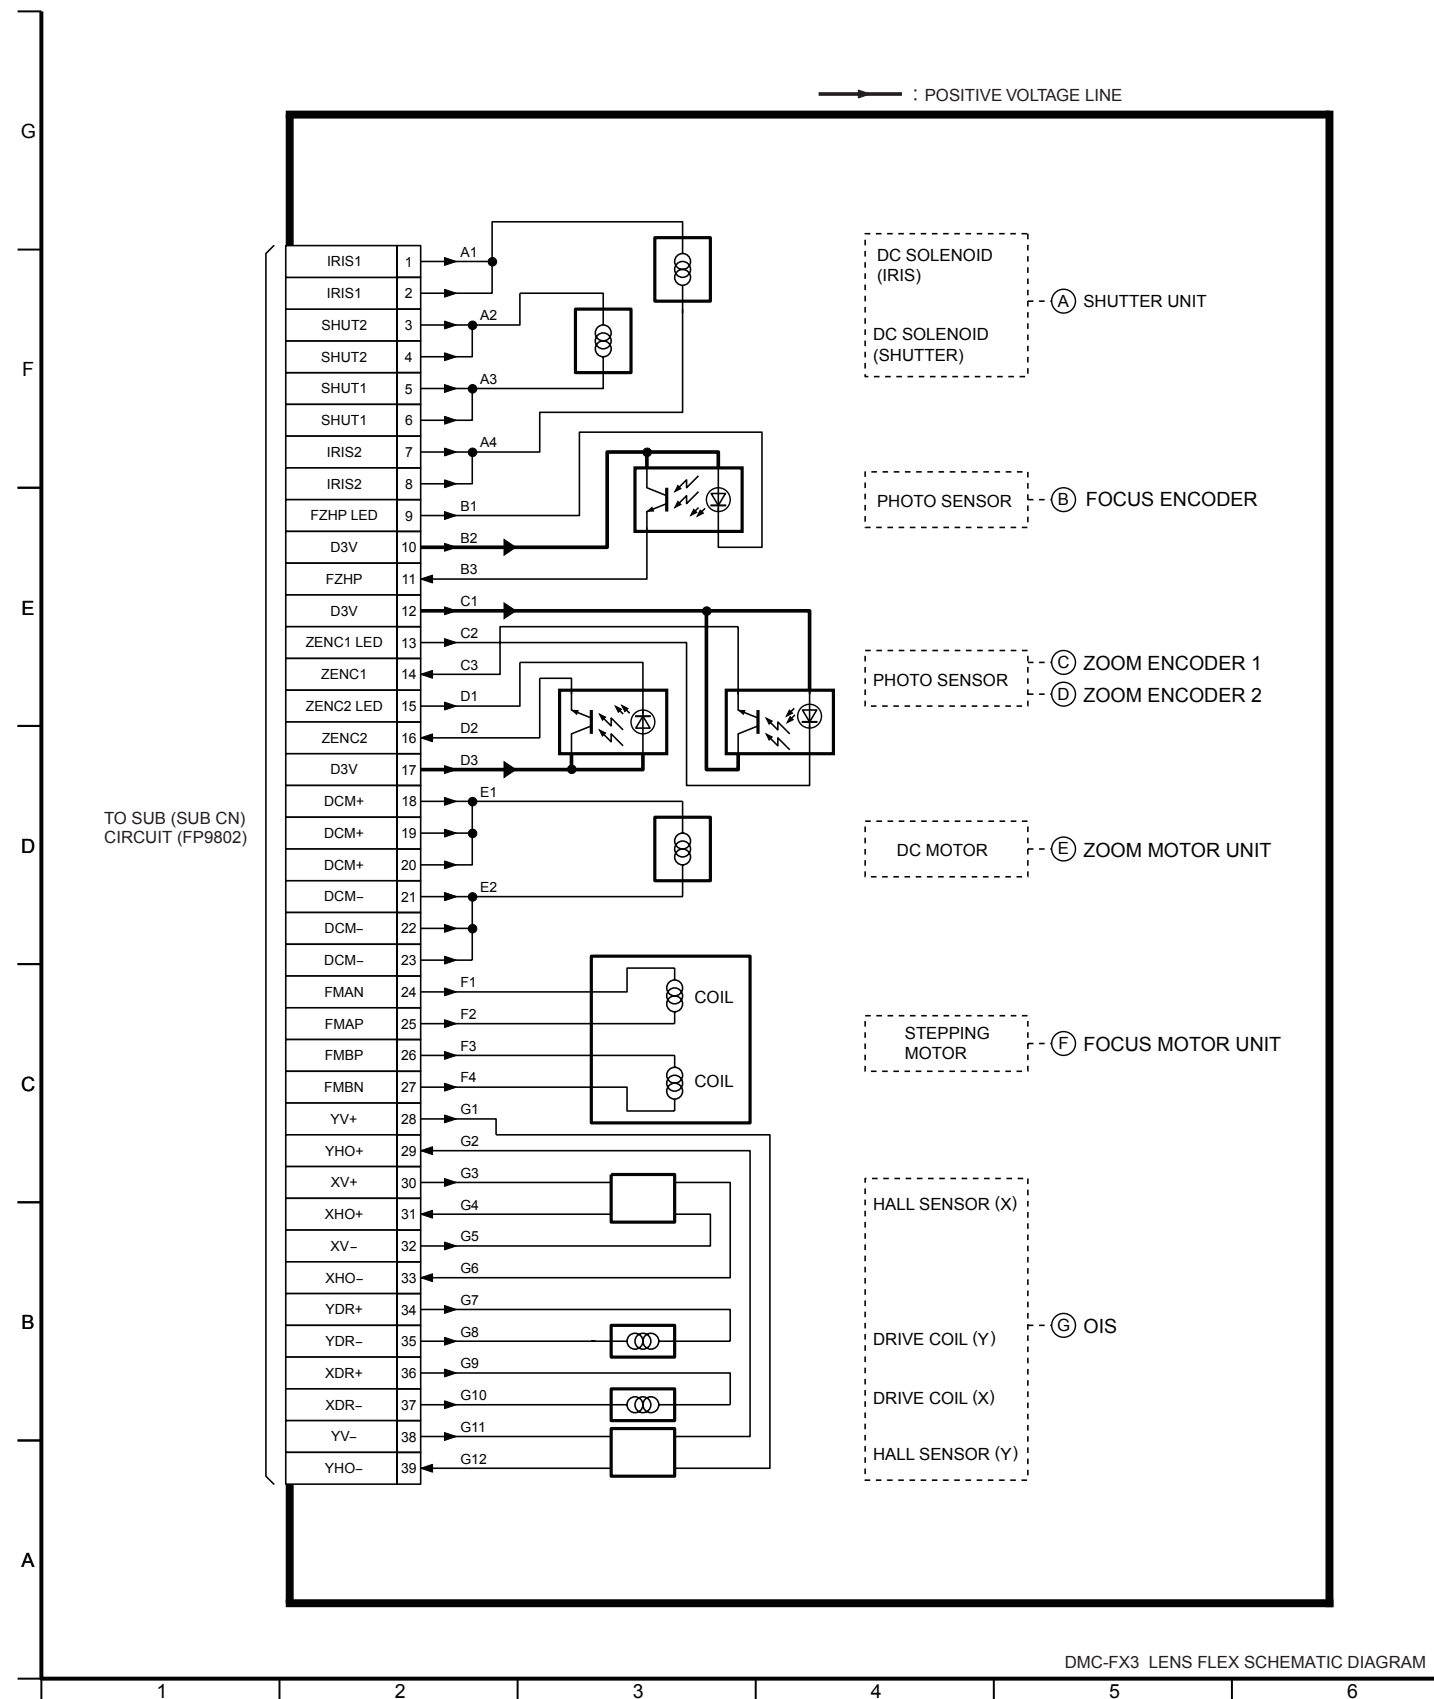 : POSITIVE VOLTAGE LINE
G
F
E
D
C
B
A
TO SUB (SUB CN)
CIRCUIT (FP9802)
IRIS1 1 A1
IRIS1 2
SHUT2 3 A2
SHUT2 4
SHUT1 5 A3
SHUT1 6
IRIS2 7 A4
IRIS2 8
FZHP LED 9 B1
D3V 10 B2
FZHP 11 B3
D3V 12 C1
ZENC1 LED 13 C2
ZENC1 14 C3
ZENC2 LED 15 D1
ZENC2 16 D2
D3V 17 D3
DCM+ 18 E1
DCM+ 19
DCM+ 20
DCM– 21 E2
DCM– 22
DCM– 23
FMAN 24 F1
FMAP 25 F2
FMBP 26 F3
FMBN 27 F4
YV+ 28 G1
YHO+ 29 G2
XV+ 30 G3
XHO+ 31 G4
XV– 32 G5
XHO– 33 G6
YDR+ 34 G7
YDR– 35 G8
XDR+ 36 G9
XDR– 37 G10
YV– 38 G11
YHO– 39 G12
COIL
COIL
DC SOLENOID
(IRIS)
DC SOLENOID
(SHUTTER)
A SHUTTER UNIT
PHOTO SENSOR
B FOCUS ENCODER
PHOTO SENSOR
C ZOOM ENCODER 1
D ZOOM ENCODER 2
DC MOTOR
E ZOOM MOTOR UNIT
STEPPING
MOTOR
F FOCUS MOTOR UNIT
HALL SENSOR (X)
DRIVE COIL (Y)
DRIVE COIL (X)
HALL SENSOR (Y)
G OIS
DMC-FX3 LENS FLEX SCHEMATIC DIAGRAM
1 2 3 4 5 6